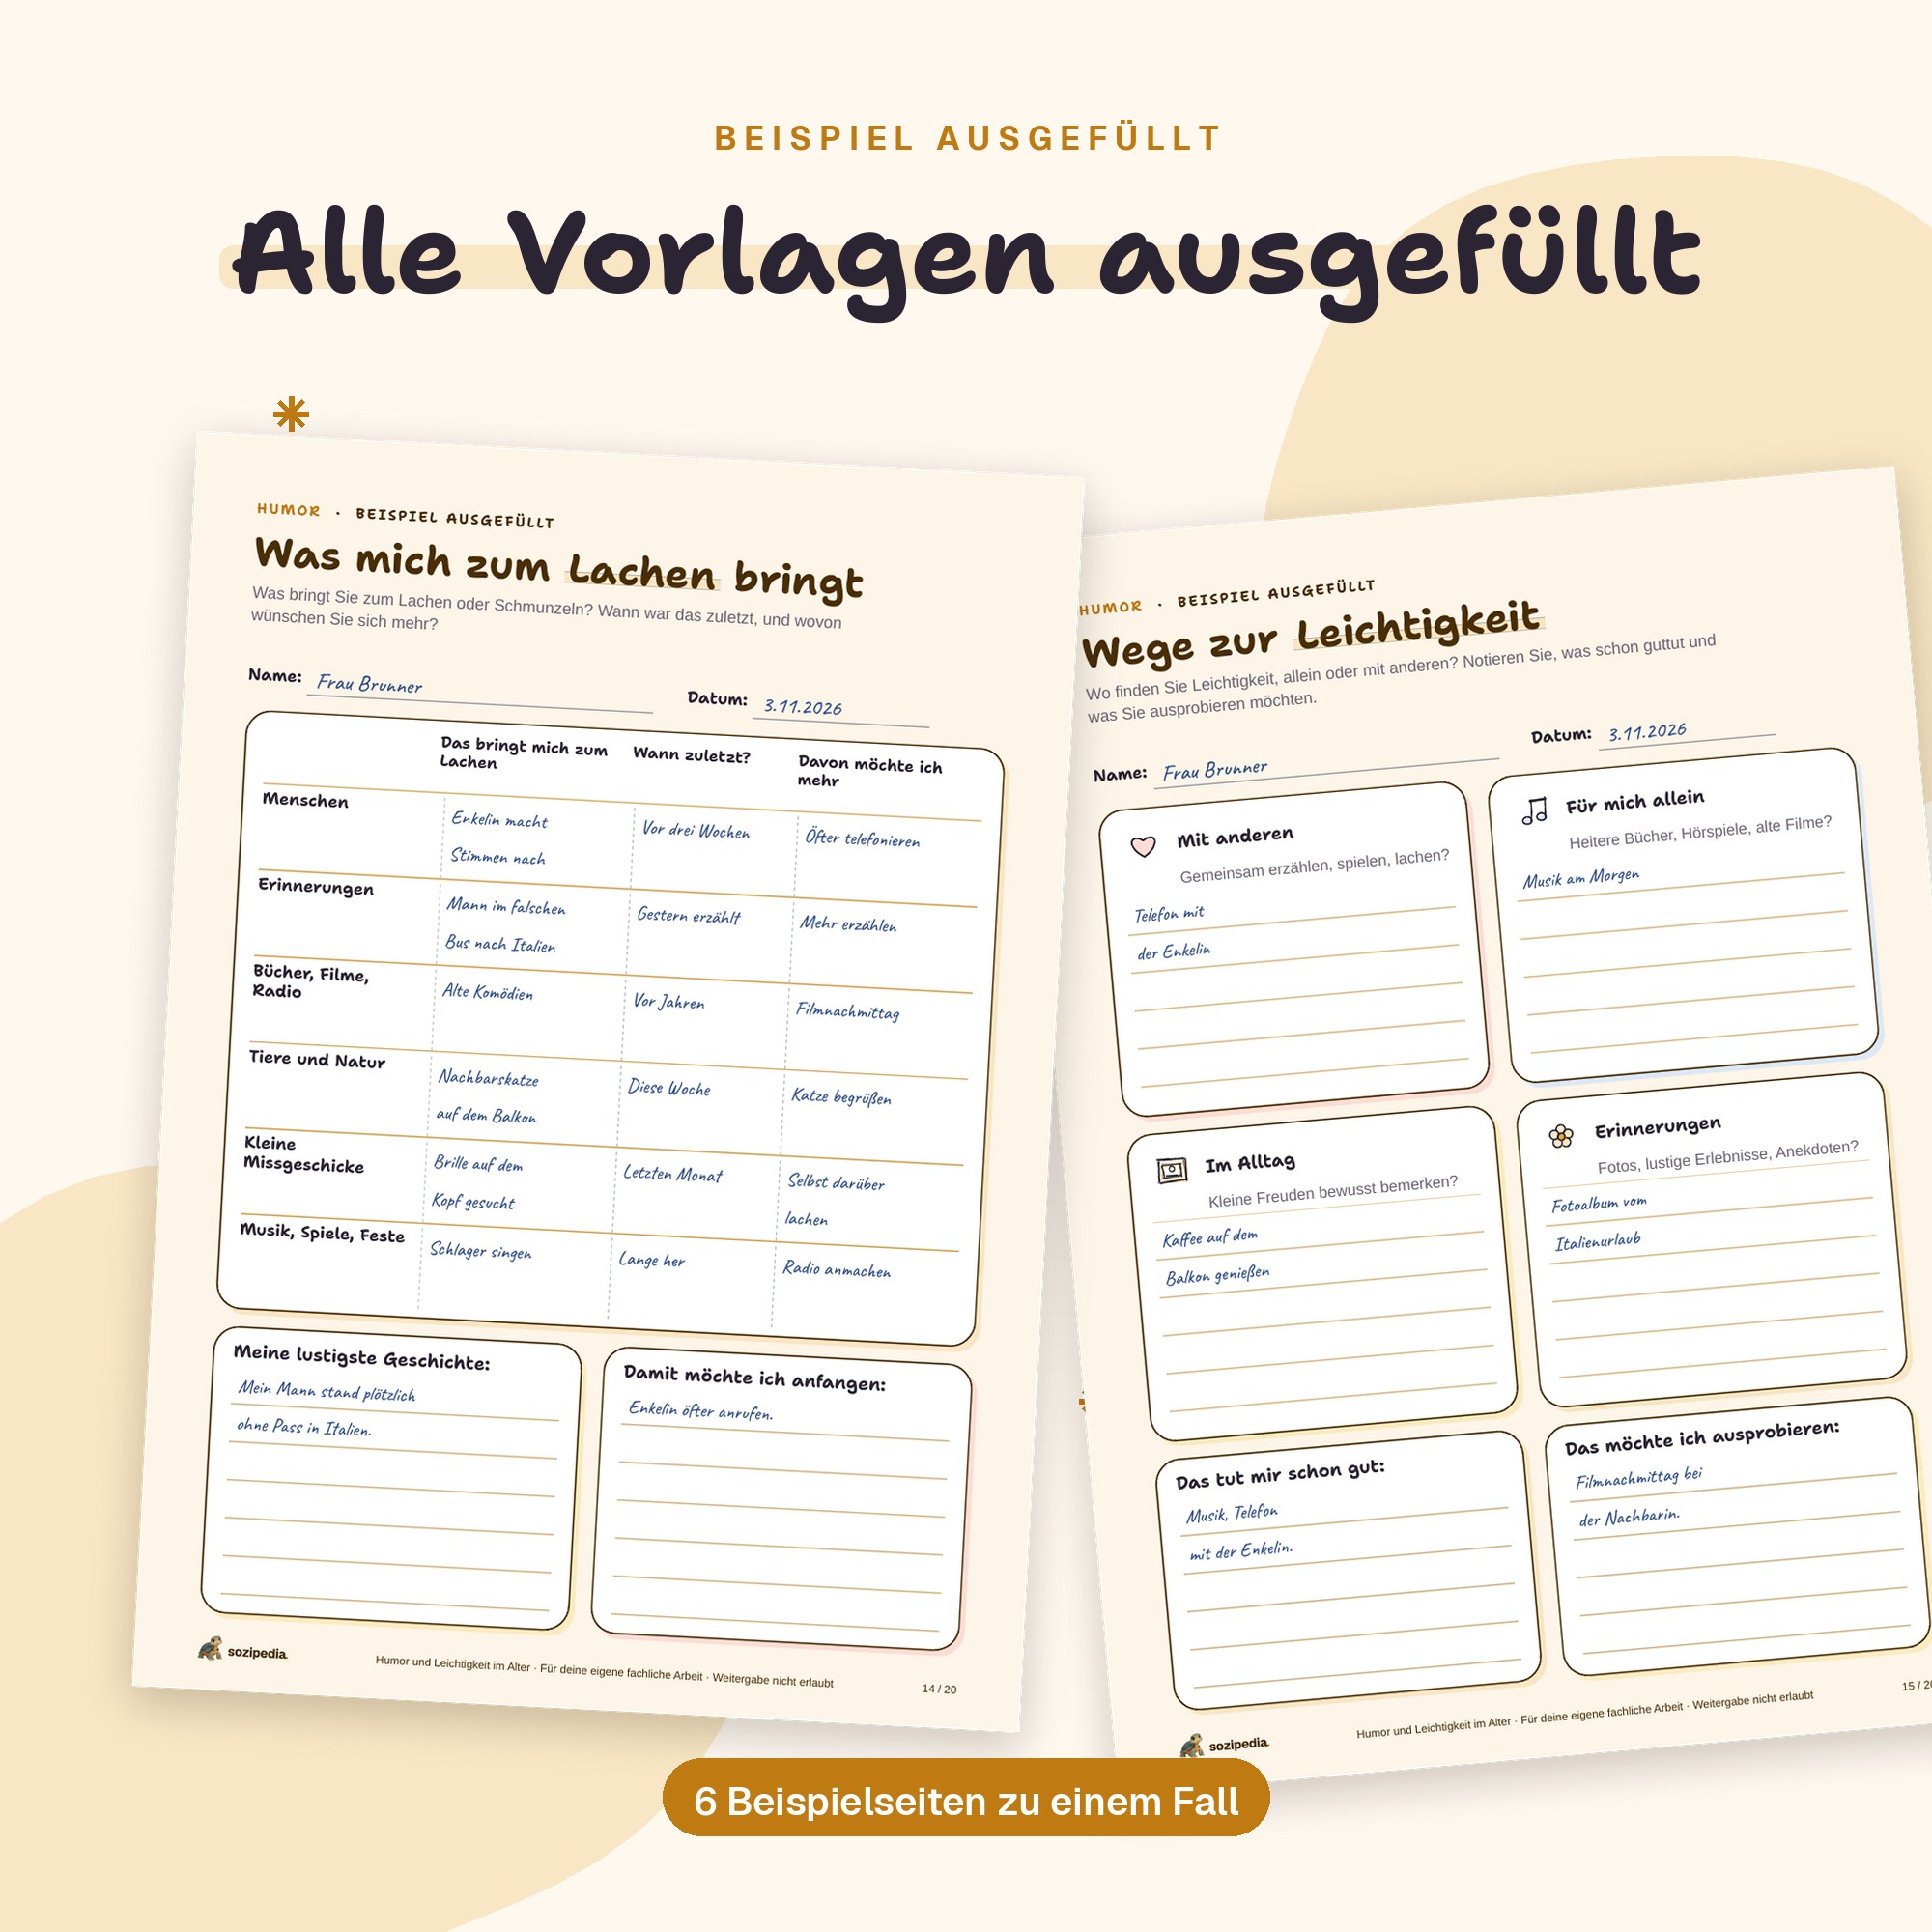 BEISPIEL AUSGEFÜLLT
Alle Vorlagen ausgefüllt
HUMOR · BEISPIEL AUSGEFÜLLT
Was mich zum Lachen bringt
Was bringt Sie zum Lachen oder Schmunzeln? Wann war das zuletzt, und wovon
wünschen Sie sich mehr?
Name: Frau Brunner Datum: 3.11.2026
Das bringt mich zum Lachen Wann zuletzt? Davon möchte ich mehr
Menschen
Enkelin macht
Stimmen nach
Vor drei Wochen
Öfter telefonieren
Erinnerungen
Mann im falschen
Bus nach Italien
Gestern erzählt
Mehr erzählen
Bücher, Filme,
Radio
Alte Komödien
Vor Jahren
Filmnachmittag
Tiere und Natur
Nachbarskatze
auf dem Balkon
Diese Woche
Katze begrüßen
Kleine
Missgeschicke
Brille auf dem
Kopf gesucht
Letzten Monat
Selbst darüber
lachen
Musik, Spiele, Feste
Schlager singen
Lange her
Radio anmachen
Meine lustigste Geschichte:
Mein Mann stand plötzlich
ohne Pass in Italien.
Damit möchte ich anfangen:
Enkelin öfter anrufen.
sozipedia.
Humor und Leichtigkeit im Alter · Für deine eigene fachliche Arbeit · Weitergabe nicht erlaubt
14 / 20
HUMOR · BEISPIEL AUSGEFÜLLT
Wege zur Leichtigkeit
Wo finden Sie Leichtigkeit, allein oder mit anderen? Notieren Sie, was schon guttut und
was Sie ausprobieren möchten.
Name: Frau Brunner Datum: 3.11.2026
Mit anderen
Gemeinsam erzählen, spielen, lachen?
Telefon mit
der Enkelin
Für mich allein
Heitere Bücher, Hörspiele, alte Filme?
Musik am Morgen
Im Alltag
Kleine Freuden bewusst bemerken?
Kaffee auf dem
Balkon genießen
Erinnerungen
Fotos, lustige Erlebnisse, Anekdoten?
Fotoalbum vom
Italienurlaub
Das tut mir schon gut:
Musik, Telefon
mit der Enkelin.
Das möchte ich ausprobieren:
Filmnachmittag bei
der Nachbarin.
sozipedia.
Humor und Leichtigkeit im Alter · Für deine eigene fachliche Arbeit · Weitergabe nicht erlaubt
15 / 20
6 Beispielseiten zu einem Fall